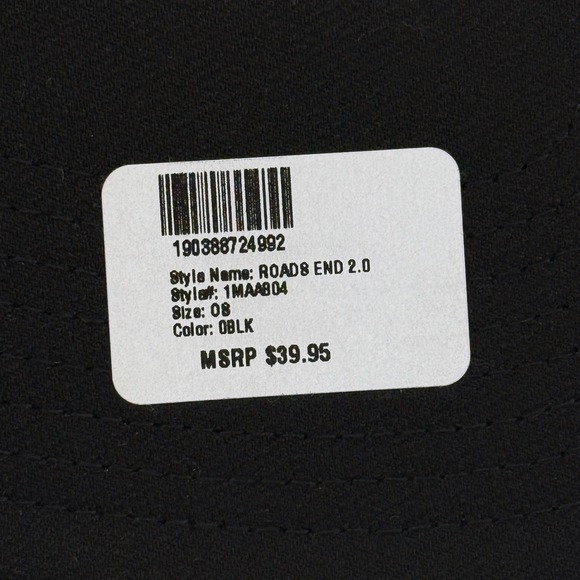 190388724992
Style Name: ROADS END 2.0
Style#: 1MAA804
Size: OS
Color: 0BLK
MSRP $39.95